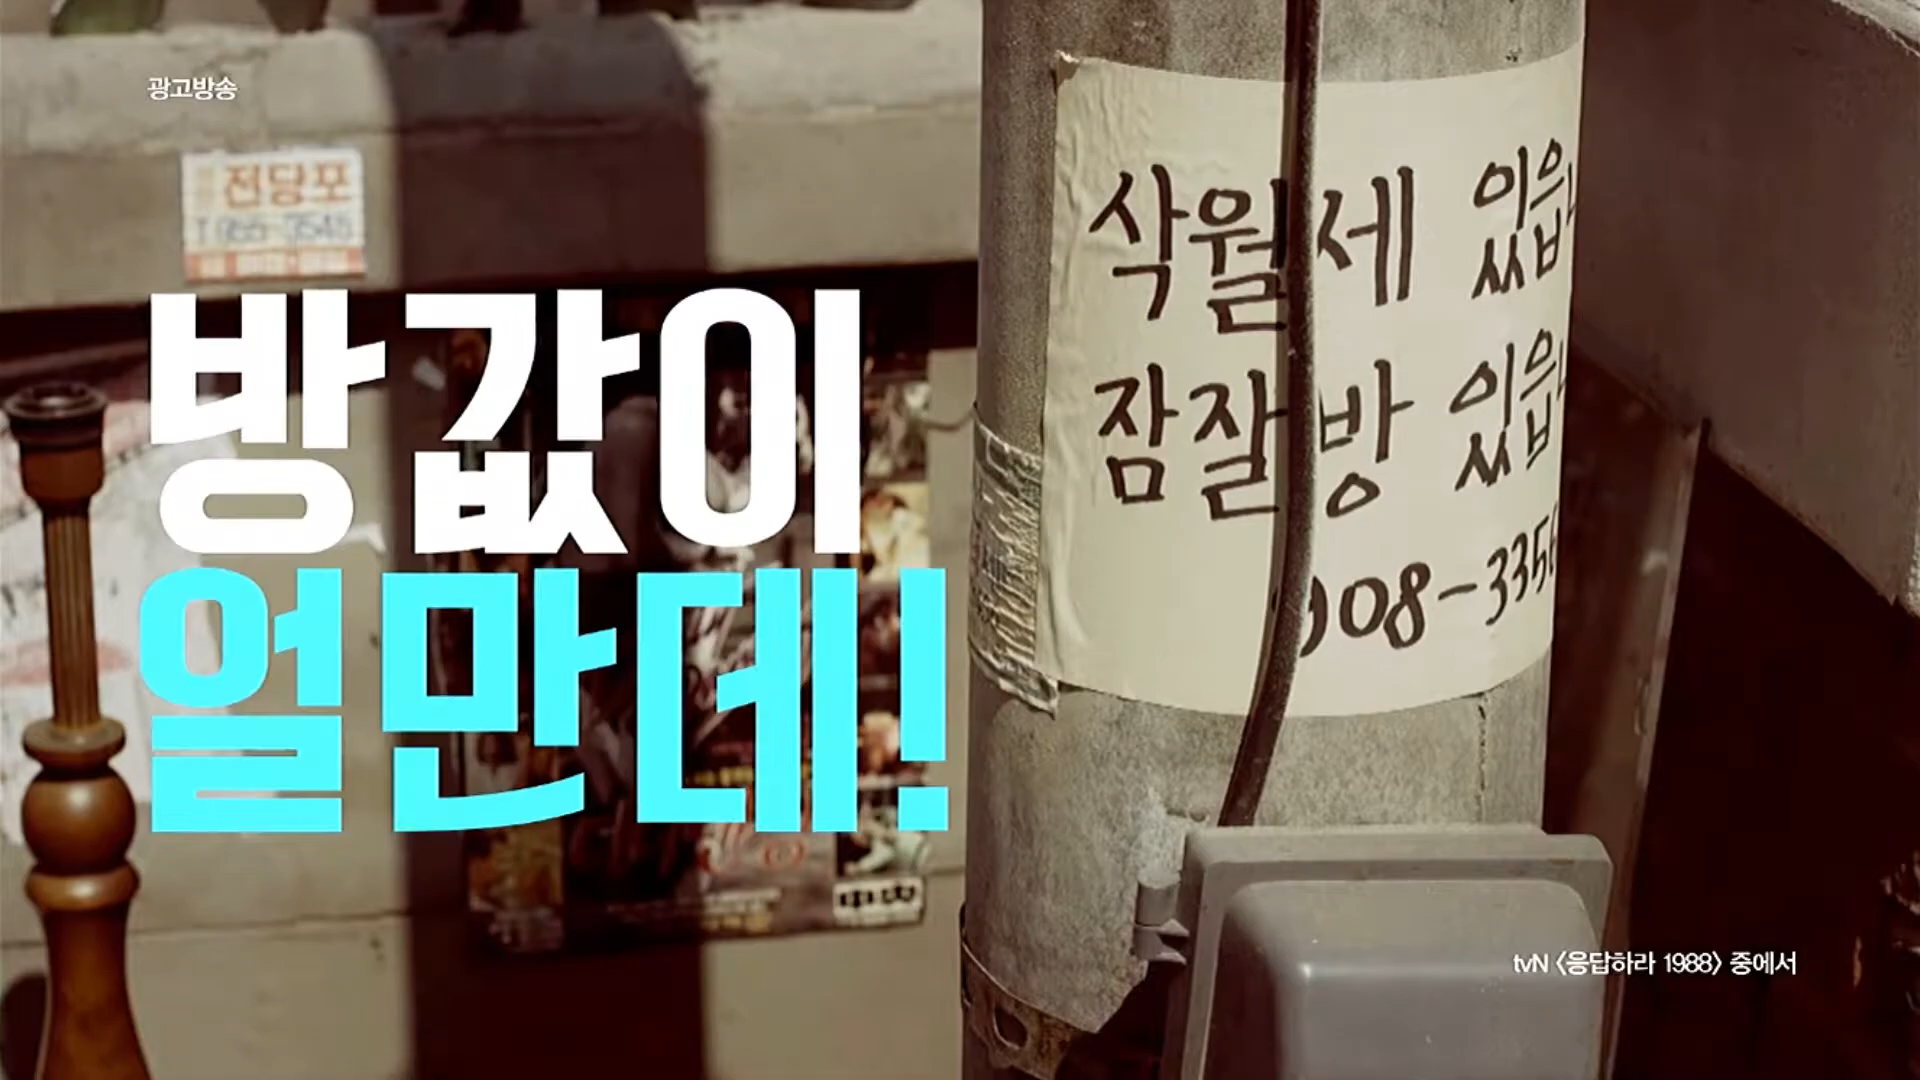 광고방송
전당포
방값이
얼만데!
삭월세 있읍
잠잘방 있읍
08-335
tvN <응답하라 1988> 중에서